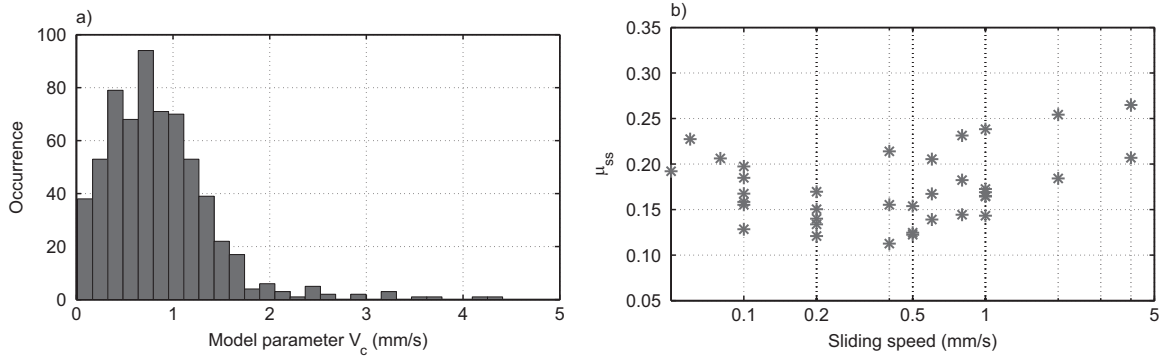 a)
100
80
60
40
20
0
Occurrence
0 1 2 3 4 5
Model parameter V_c (mm/s)
b)
0.35
0.30
0.25
0.20
0.15
0.10
0.05
μ_ss
0.1 0.2 0.5 1 5
Sliding speed (mm/s)